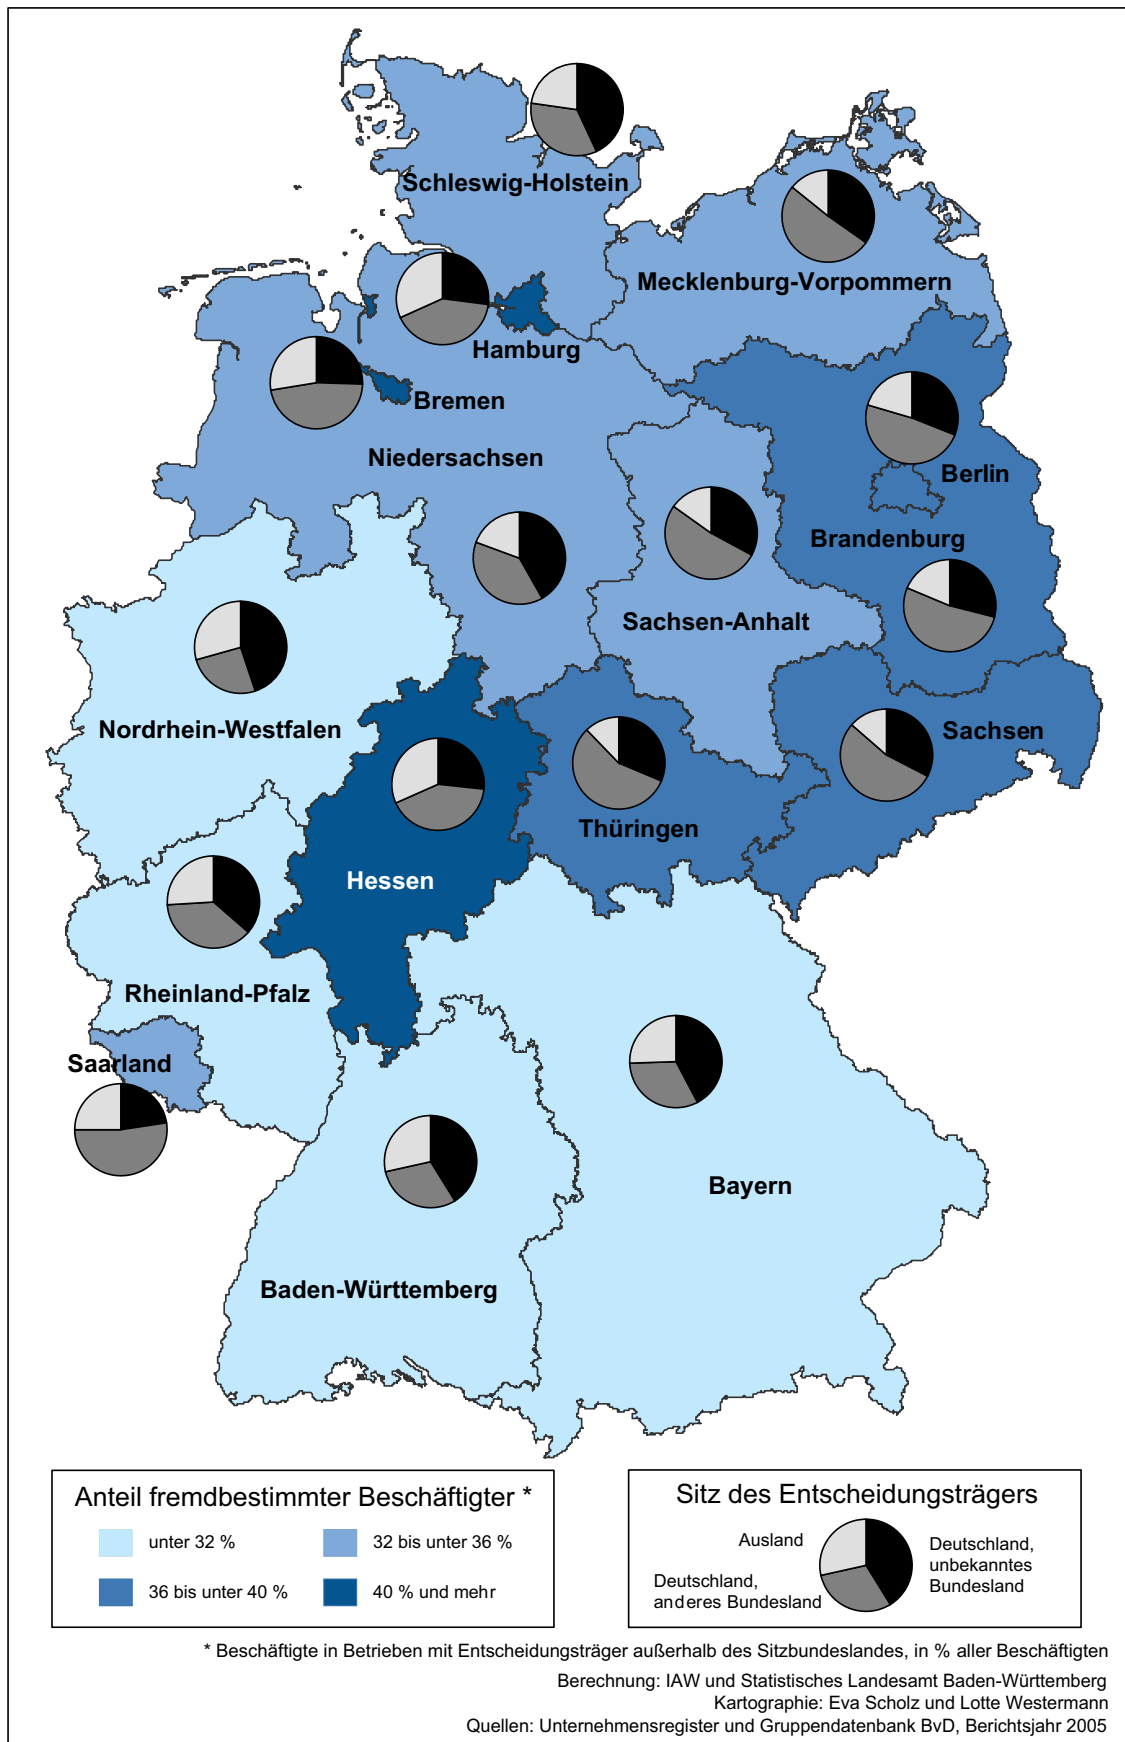 Schleswig-Holstein
Mecklenburg-Vorpommern
Hamburg
Bremen
Niedersachsen
Berlin
Brandenburg
Sachsen-Anhalt
Nordrhein-Westfalen
Sachsen
Thüringen
Hessen
Rheinland-Pfalz
Saarland
Bayern
Baden-Württemberg
Anteil fremdbestimmter Beschäftigter *
unter 32 %
32 bis unter 36 %
36 bis unter 40 %
40 % und mehr
Sitz des Entscheidungsträgers
Ausland
Deutschland,
anderes Bundesland
Deutschland,
unbekanntes
Bundesland
* Beschäftigte in Betrieben mit Entscheidungsträger außerhalb des Sitzbundeslandes, in % aller Beschäftigten
Berechnung: IAW und Statistisches Landesamt Baden-Württemberg
Kartographie: Eva Scholz und Lotte Westermann
Quellen: Unternehmensregister und Gruppendatenbank BvD, Berichtsjahr 2005